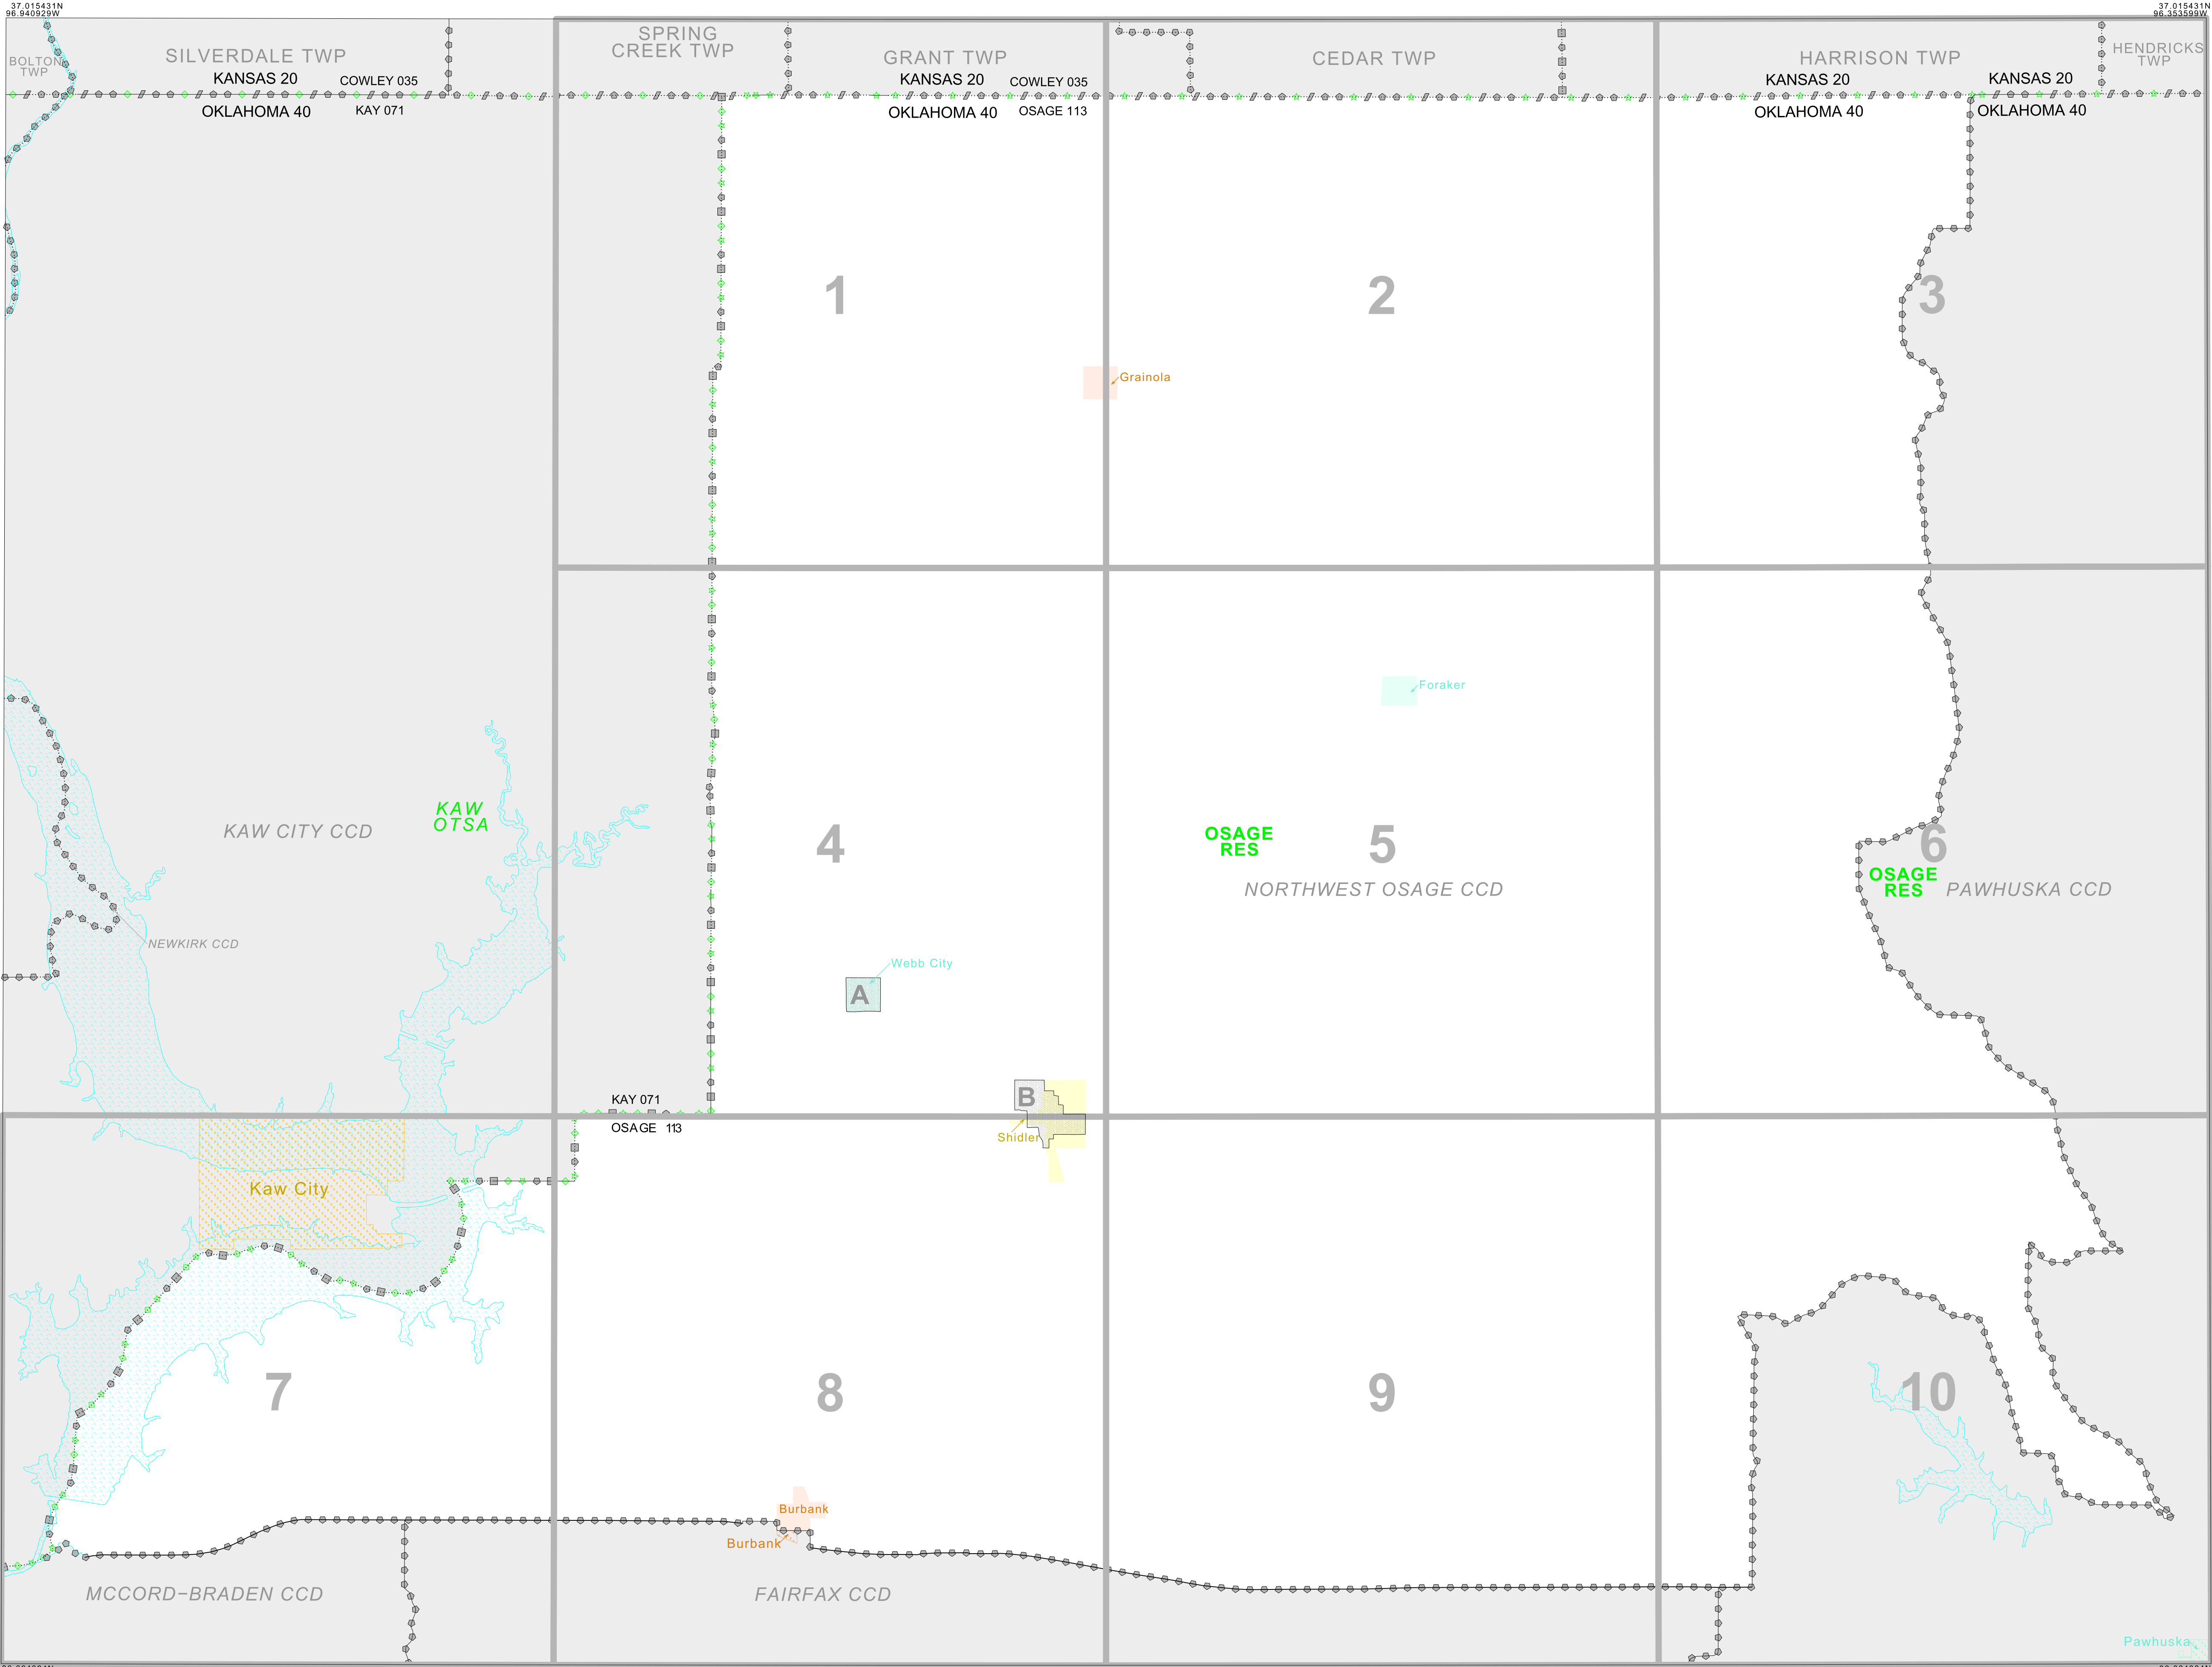 37.015431N
96.940929W
37.015431N
96.353599W
BOLTON
TWP
SILVERDALE TWP
SPRING
CREEK TWP
GRANT TWP
CEDAR TWP
HARRISON TWP
HENDRICKS
TWP
KANSAS 20
COWLEY 035
KANSAS 20
COWLEY 035
KANSAS 20
KANSAS 20
OKLAHOMA 40
KAY 071
OKLAHOMA 40
OSAGE 113
OKLAHOMA 40
OKLAHOMA 40
1
2
3
Grainola
Foraker
KAW
OTSA
KAW CITY CCD
4
OSAGE
RES
5
6
OSAGE
RES
NORTHWEST OSAGE CCD
PAWHUSKA CCD
NEWKIRK CCD
Webb City
A
B
KAY 071
OSAGE 113
Shidler
Kaw City
7
8
9
10
Burbank
Burbank
MCCORD-BRADEN CCD
FAIRFAX CCD
Pawhuska